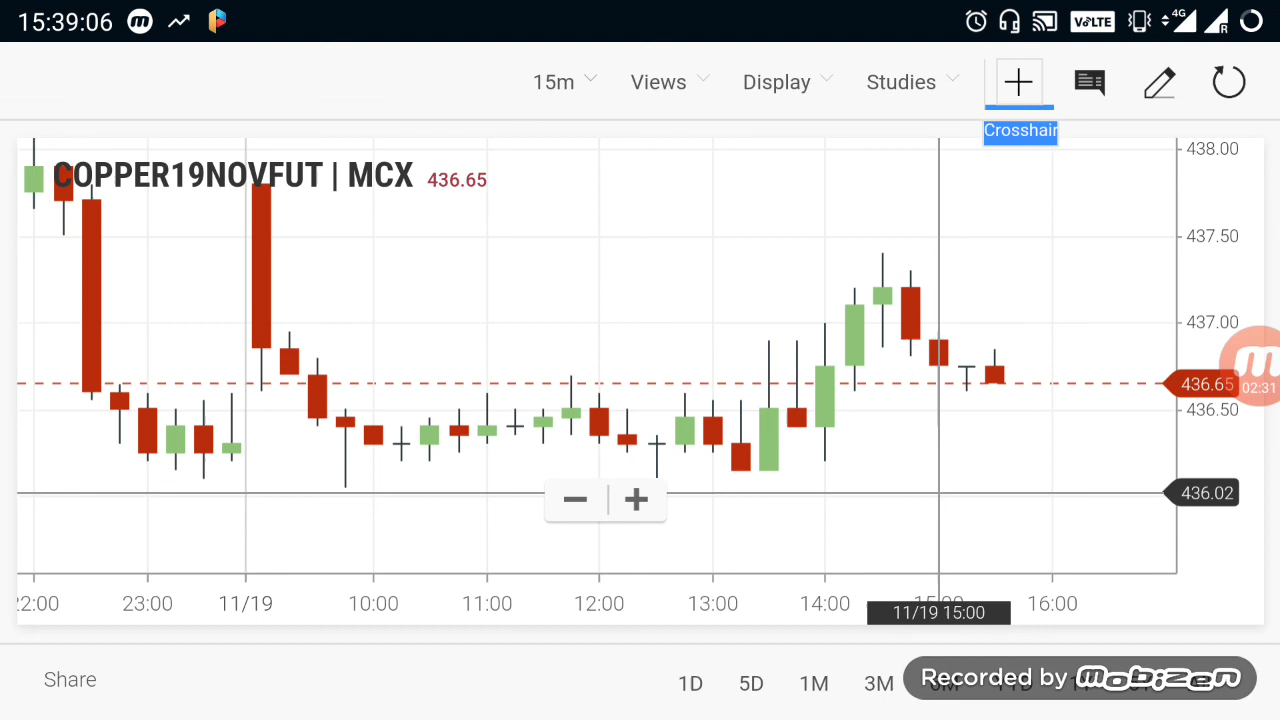 15:39:06
VoLTE
4G
R
15m Views Display Studies
Crosshair
COPPER19NOVFUT | MCX 436.65
438.00
437.50
437.00
02:31
436.65
436.50
436.02
22:00 23:00 11/19 10:00 11:00 12:00 13:00 14:00 15:00 16:00
11/19 15:00
Share
1D 5D 1M 3M
Recorded by mobizen